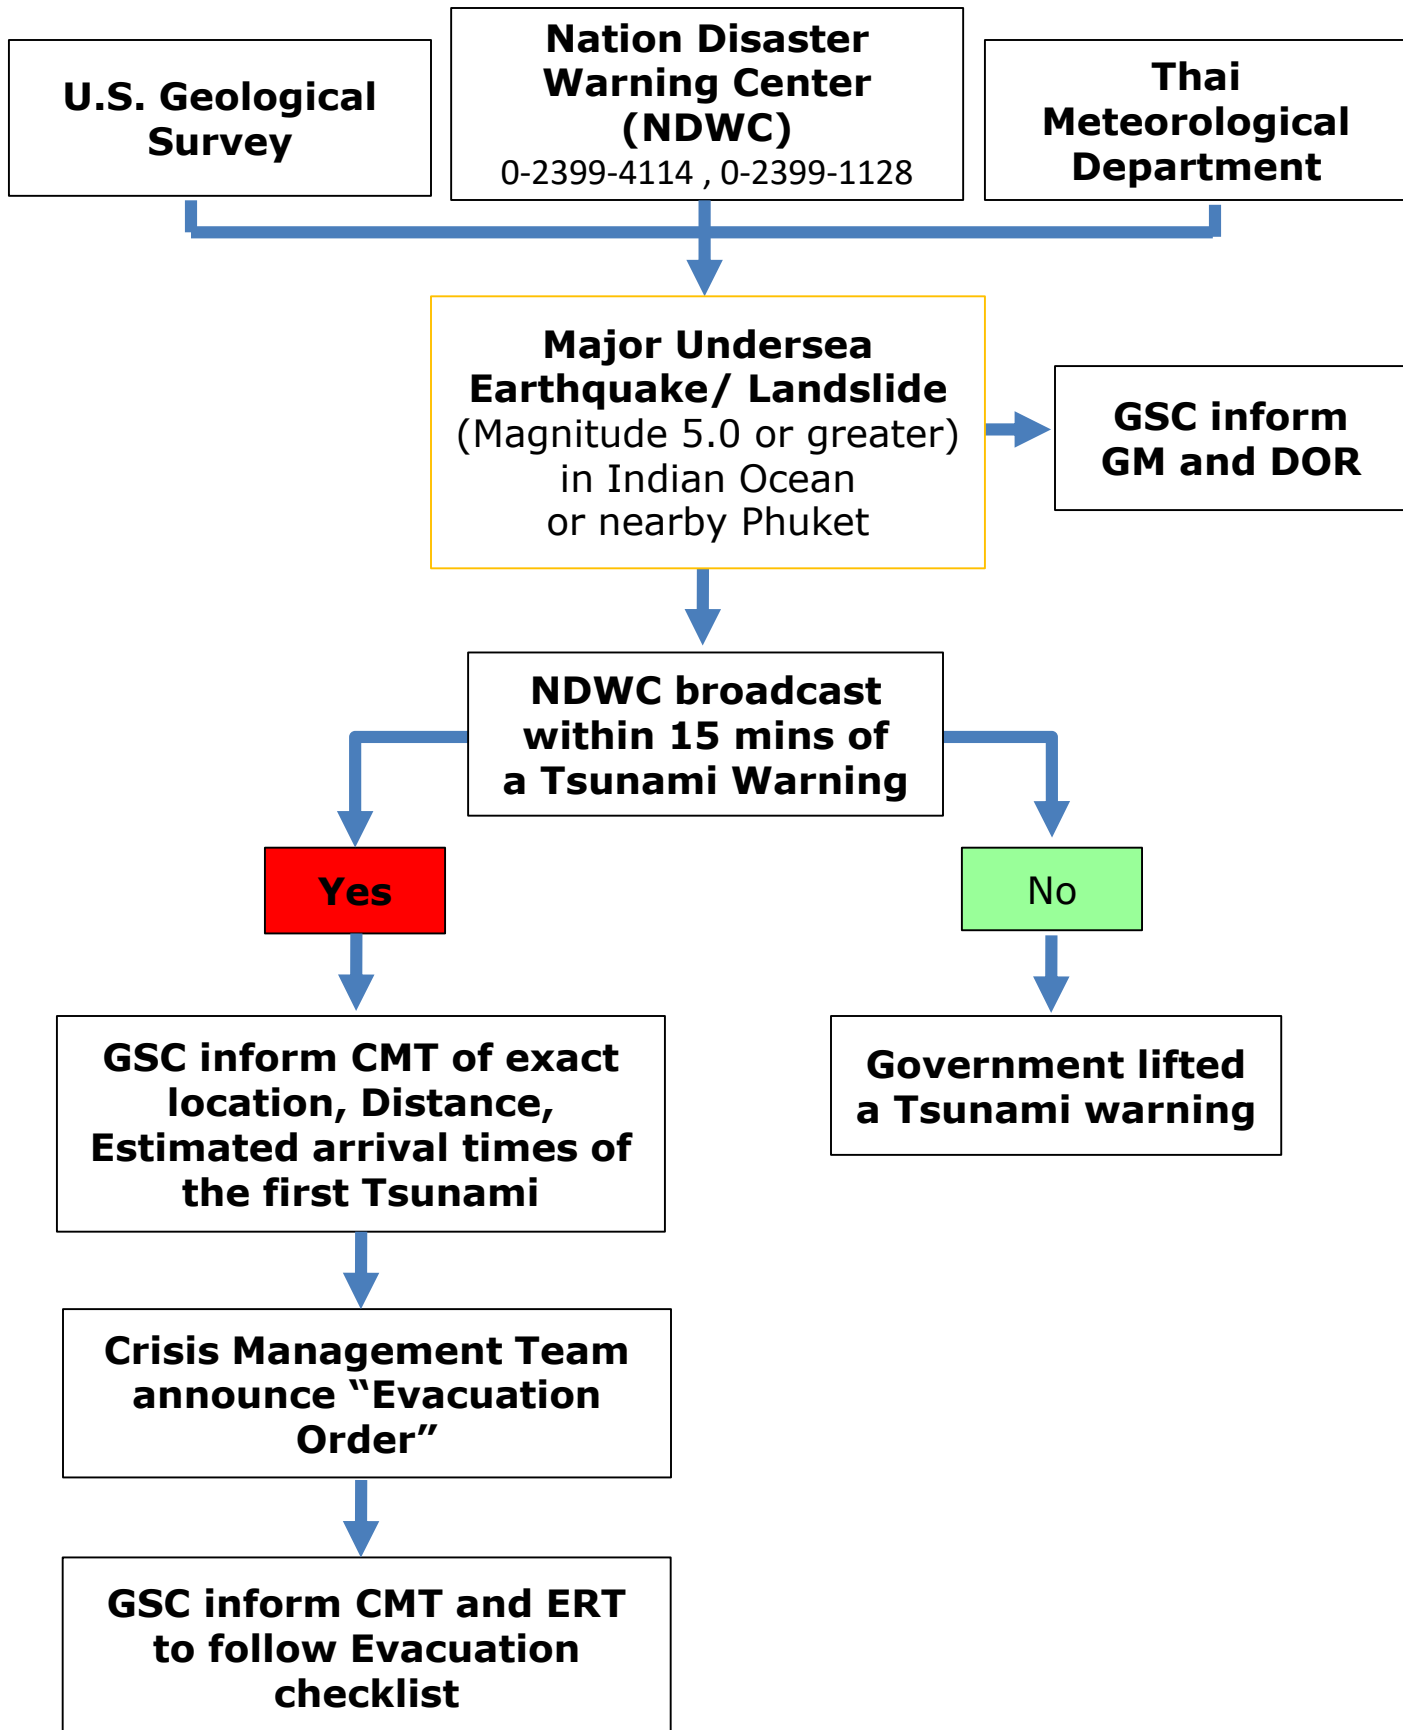 U.S. Geological
Survey
Nation Disaster
Warning Center
(NDWC)
0-2399-4114 , 0-2399-1128
Thai
Meteorological
Department
Major Undersea
Earthquake/ Landslide
(Magnitude 5.0 or greater)
in Indian Ocean
or nearby Phuket
GSC inform
GM and DOR
NDWC broadcast
within 15 mins of
a Tsunami Warning
Yes
No
GSC inform CMT of exact
location, Distance,
Estimated arrival times of
the first Tsunami
Government lifted
a Tsunami warning
Crisis Management Team
announce “Evacuation
Order”
GSC inform CMT and ERT
to follow Evacuation
checklist